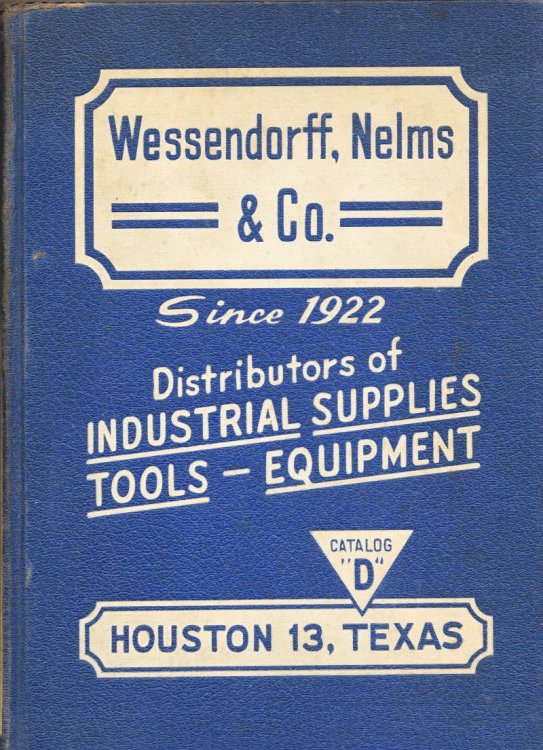 Wessendorff, Nelms
& Co.
Since 1922
Distributors of
INDUSTRIAL SUPPLIES
TOOLS — EQUIPMENT
CATALOG
"D"
HOUSTON 13, TEXAS